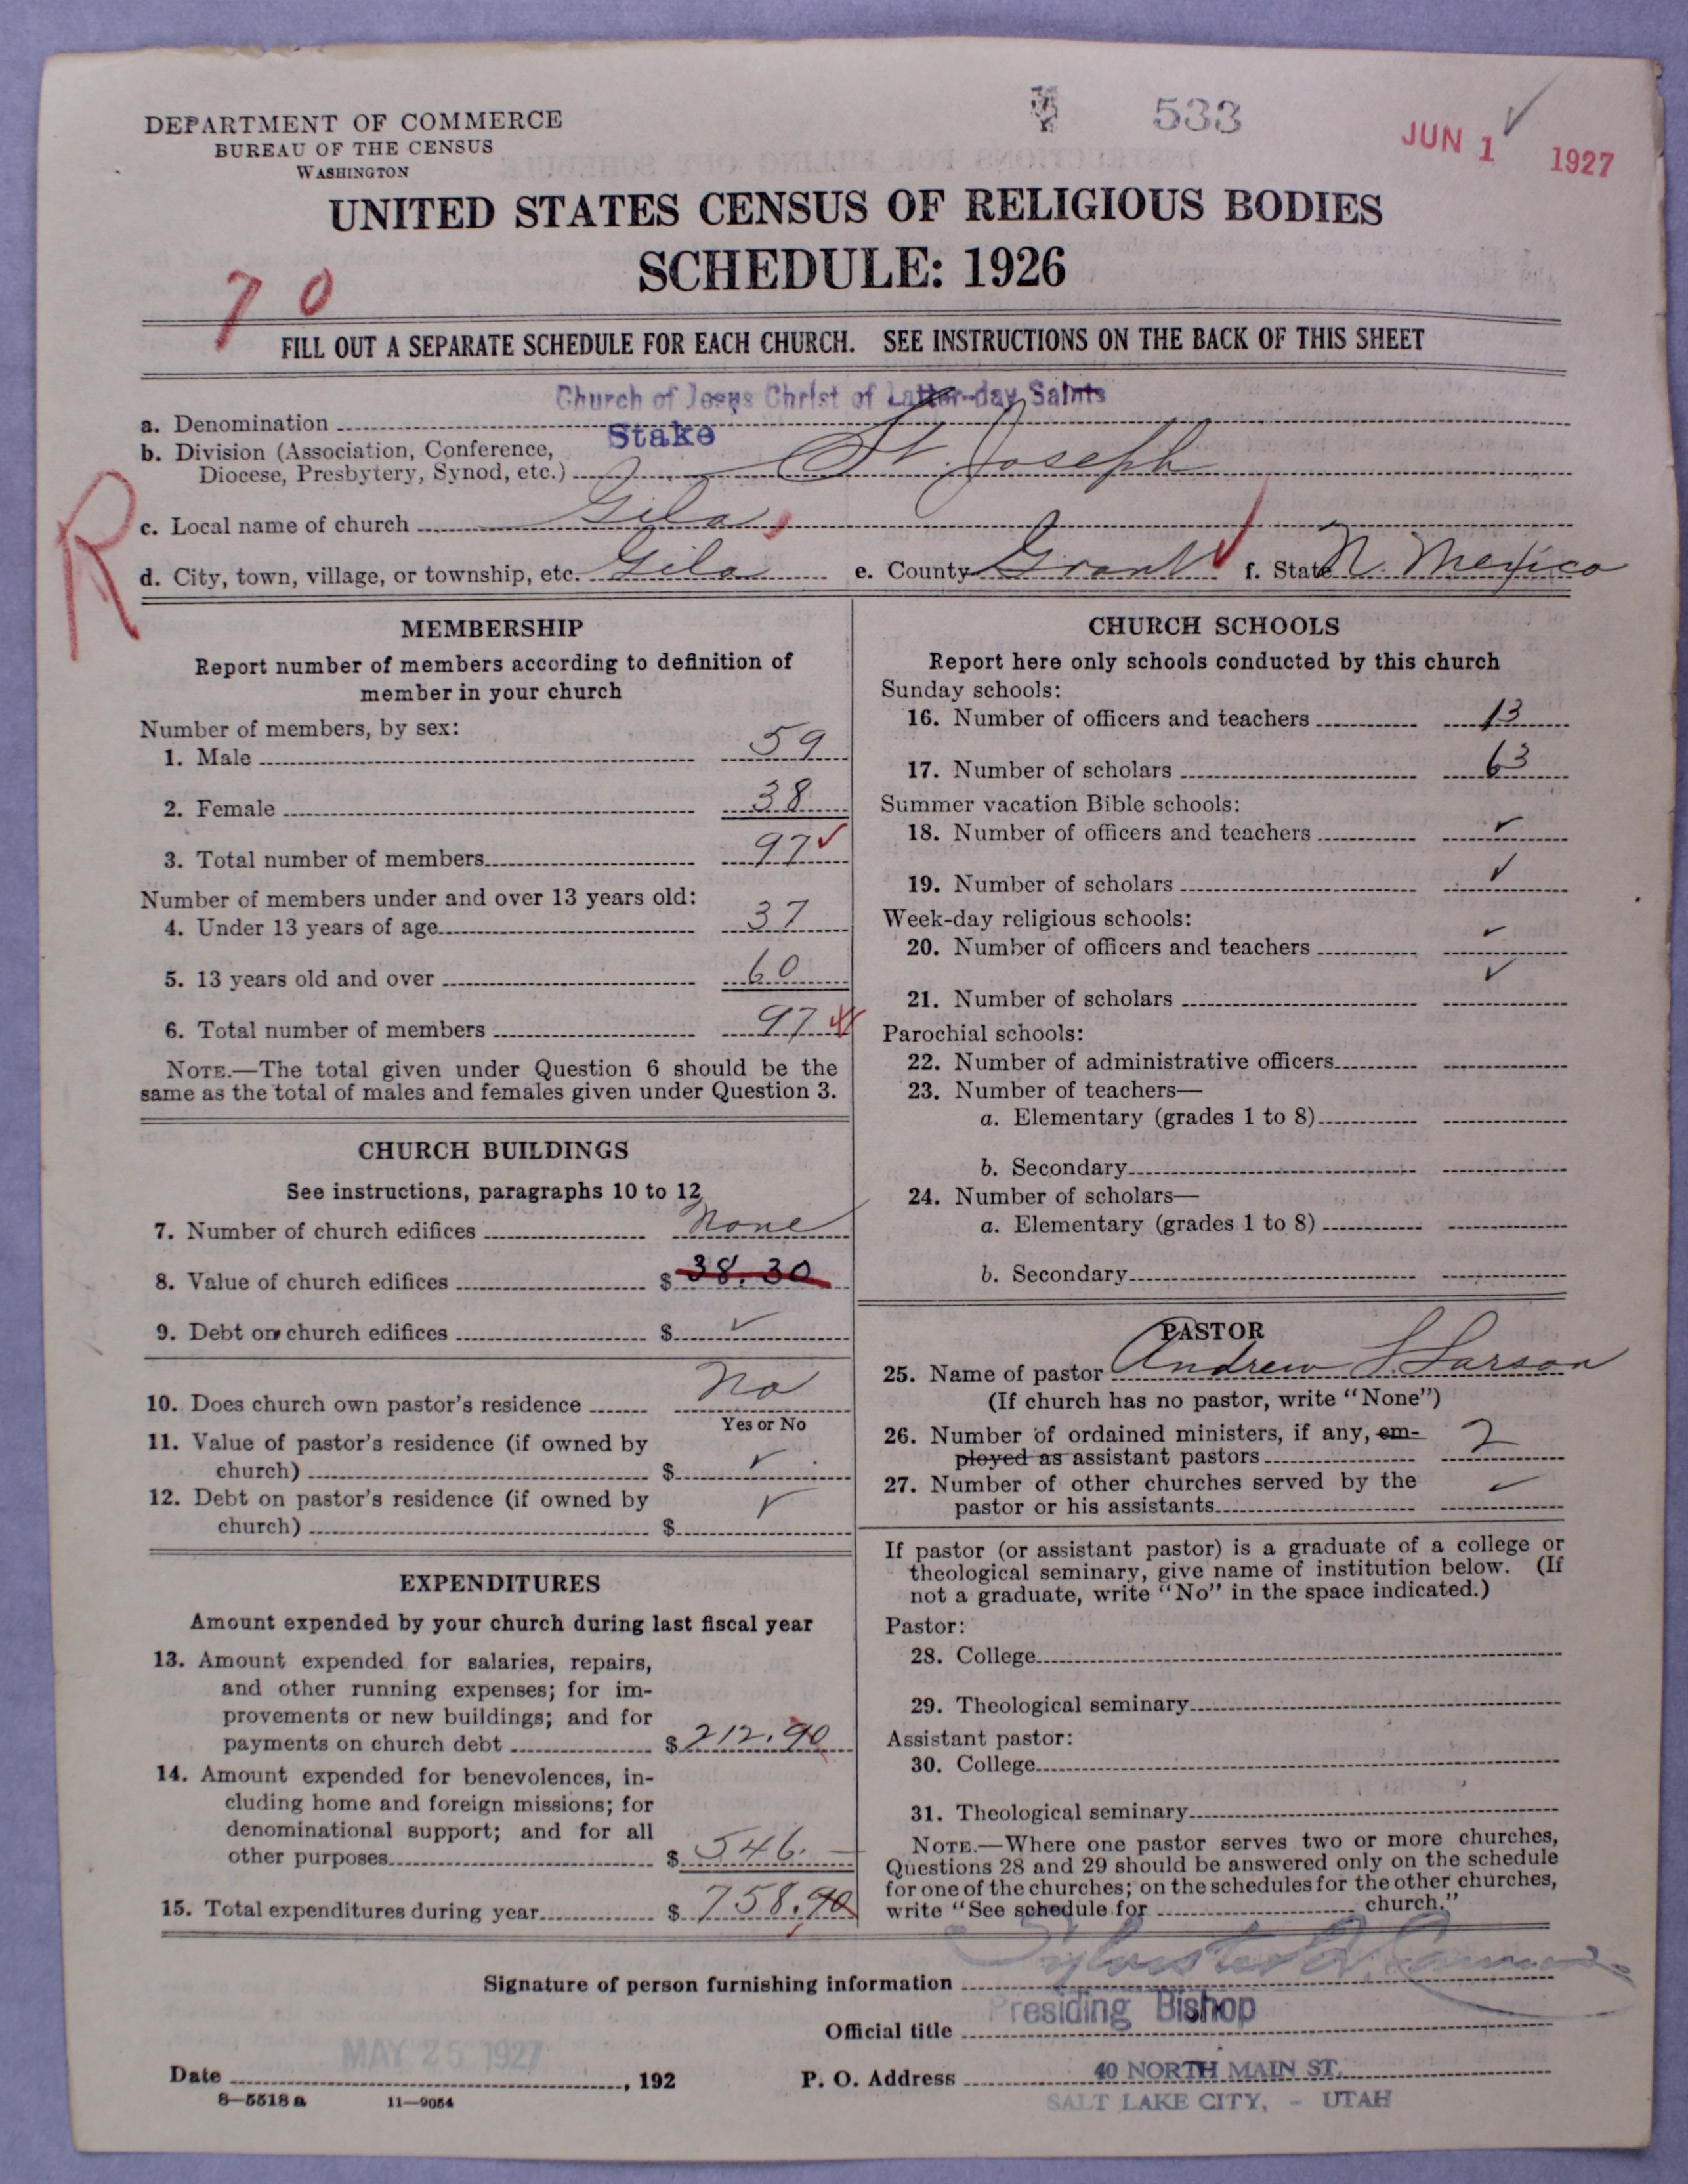 DEPARTMENT OF COMMERCE
BUREAU OF THE CENSUS
WASHINGTON
533
JUN 1 1927
UNITED STATES CENSUS OF RELIGIOUS BODIES
SCHEDULE: 1926
70
FILL OUT A SEPARATE SCHEDULE FOR EACH CHURCH. SEE INSTRUCTIONS ON THE BACK OF THIS SHEET
R
a. Denomination Church of Jesus Christ of Latter-day Saints
b. Division (Association, Conference, Stake
Diocese, Presbytery, Synod, etc.) St. Joseph
c. Local name of church Gila
d. City, town, village, or township, etc. Gila e. County Grant f. State N. Mexico
MEMBERSHIP
Report number of members according to definition of
member in your church
Number of members, by sex:
1. Male 59
2. Female 38
3. Total number of members 97
Number of members under and over 13 years old:
4. Under 13 years of age 37
5. 13 years old and over 60
6. Total number of members 97
NOTE.—The total given under Question 6 should be the
same as the total of males and females given under Question 3.
CHURCH BUILDINGS
See instructions, paragraphs 10 to 12
7. Number of church edifices None
8. Value of church edifices $ 38.30
9. Debt on church edifices $ ✓
10. Does church own pastor's residence No
Yes or No
11. Value of pastor's residence (if owned by
church) $ ✓
12. Debt on pastor's residence (if owned by
church) $ ✓
EXPENDITURES
Amount expended by your church during last fiscal year
13. Amount expended for salaries, repairs,
and other running expenses; for im-
provements or new buildings; and for
payments on church debt $ 212.90
14. Amount expended for benevolences, in-
cluding home and foreign missions; for
denominational support; and for all
other purposes $ 546.—
15. Total expenditures during year $ 758.90
CHURCH SCHOOLS
Report here only schools conducted by this church
Sunday schools:
16. Number of officers and teachers 13
17. Number of scholars 63
Summer vacation Bible schools:
18. Number of officers and teachers ✓
19. Number of scholars ✓
Week-day religious schools:
20. Number of officers and teachers ✓
21. Number of scholars ✓
Parochial schools:
22. Number of administrative officers
23. Number of teachers—
a. Elementary (grades 1 to 8)
b. Secondary
24. Number of scholars—
a. Elementary (grades 1 to 8)
b. Secondary
PASTOR
25. Name of pastor Andrew L. Larson
(If church has no pastor, write "None")
26. Number of ordained ministers, if any, em-
ployed as assistant pastors 2
27. Number of other churches served by the
pastor or his assistants ✓
If pastor (or assistant pastor) is a graduate of a college or
theological seminary, give name of institution below. (If
not a graduate, write "No" in the space indicated.)
Pastor:
28. College
29. Theological seminary
Assistant pastor:
30. College
31. Theological seminary
NOTE.—Where one pastor serves two or more churches,
Questions 28 and 29 should be answered only on the schedule
for one of the churches; on the schedules for the other churches,
write "See schedule for church."
Signature of person furnishing information Sylvester Q. Cannon
Official title Presiding Bishop
Date MAY 25 1927, 192 P. O. Address 40 NORTH MAIN ST.
8—5518a 11—9054 SALT LAKE CITY, - UTAH